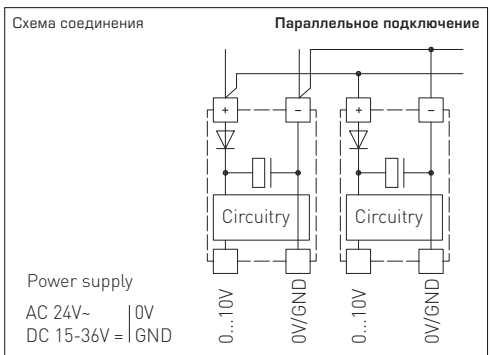 Схема соединения
Параллельное подключение
+ − + −
Circuitry Circuitry
Power supply
AC 24V~ 0V
DC 15-36V = GND
0...10V
0V/GND
0...10V
0V/GND